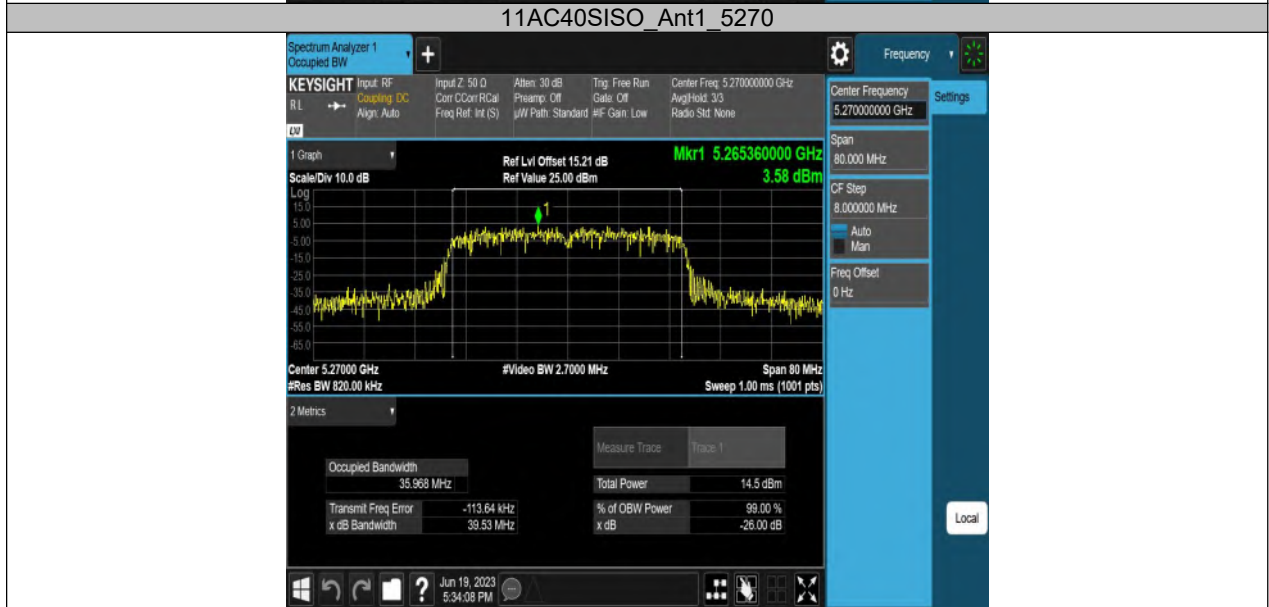 11AC40SISO_Ant1_5270
Spectrum Analyzer 1
Occupied BW
+
Frequency
KEYSIGHT
Input: RF
Coupling: DC
Align: Auto
RL
LXI
Input Z: 50 Ω
Corr CCorr RCal
Freq Ref: Int (S)
Atten: 30 dB
Preamp: Off
µW Path: Standard
Trig: Free Run
Gate: Off
#IF Gain: Low
Center Freq: 5.270000000 GHz
Avg|Hold: 3/3
Radio Std: None
Center Frequency
5.270000000 GHz
Settings
Span
80.000 MHz
CF Step
8.000000 MHz
Auto
Man
Freq Offset
0 Hz
Local
1 Graph
Scale/Div 10.0 dB
Ref Lvl Offset 15.21 dB
Ref Value 25.00 dBm
Mkr1 5.265360000 GHz
3.58 dBm
Log
15.0
5.00
-5.00
-15.0
-25.0
-35.0
-45.0
-55.0
-65.0
1
Center 5.27000 GHz
#Res BW 820.00 kHz
#Video BW 2.7000 MHz
Span 80 MHz
Sweep 1.00 ms (1001 pts)
2 Metrics
Measure Trace
Trace 1
Occupied Bandwidth
35.968 MHz
Total Power
14.5 dBm
Transmit Freq Error
-113.64 kHz
% of OBW Power
99.00 %
x dB Bandwidth
39.53 MHz
x dB
-26.00 dB
?
Jun 19, 2023
5:34:08 PM